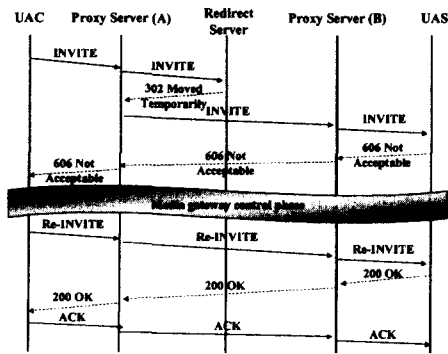 UAC Proxy Server (A) Redirect Server Proxy Server (B) UAS
INVITE
INVITE
302 Moved
Temporarily
INVITE
INVITE
606 Not
Acceptable
606 Not
Acceptable
606 Not
Acceptable
Media gateway control phase
Re-INVITE
Re-INVITE
Re-INVITE
200 OK
200 OK
200 OK
ACK
ACK
ACK